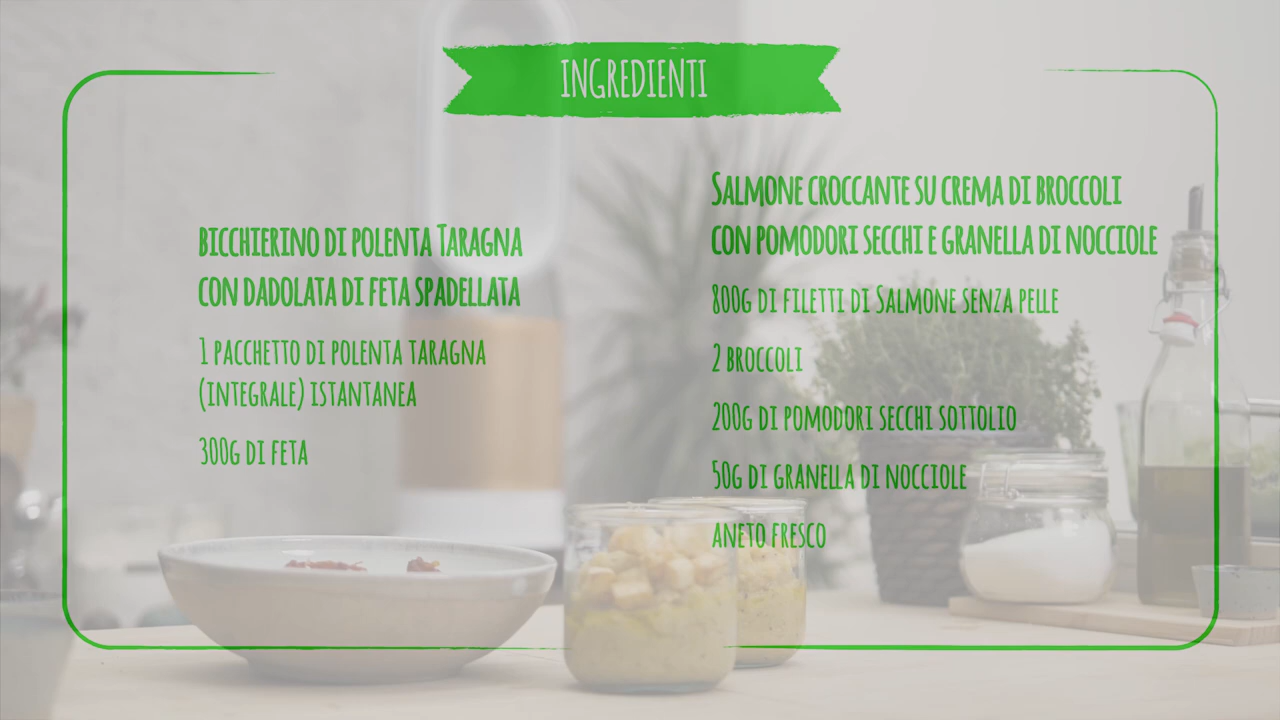 INGREDIENTI
BICCHIERINO DI POLENTA TARAGNA
CON DADOLATA DI FETA SPADELLATA
1 PACCHETTO DI POLENTA TARAGNA
(INTEGRALE) ISTANTANEA
300G DI FETA
SALMONE CROCCANTE SU CREMA DI BROCCOLI
CON POMODORI SECCHI E GRANELLA DI NOCCIOLE
800G DI FILETTI DI SALMONE SENZA PELLE
2 BROCCOLI
200G DI POMODORI SECCHI SOTTOLIO
50G DI GRANELLA DI NOCCIOLE
ANETO FRESCO